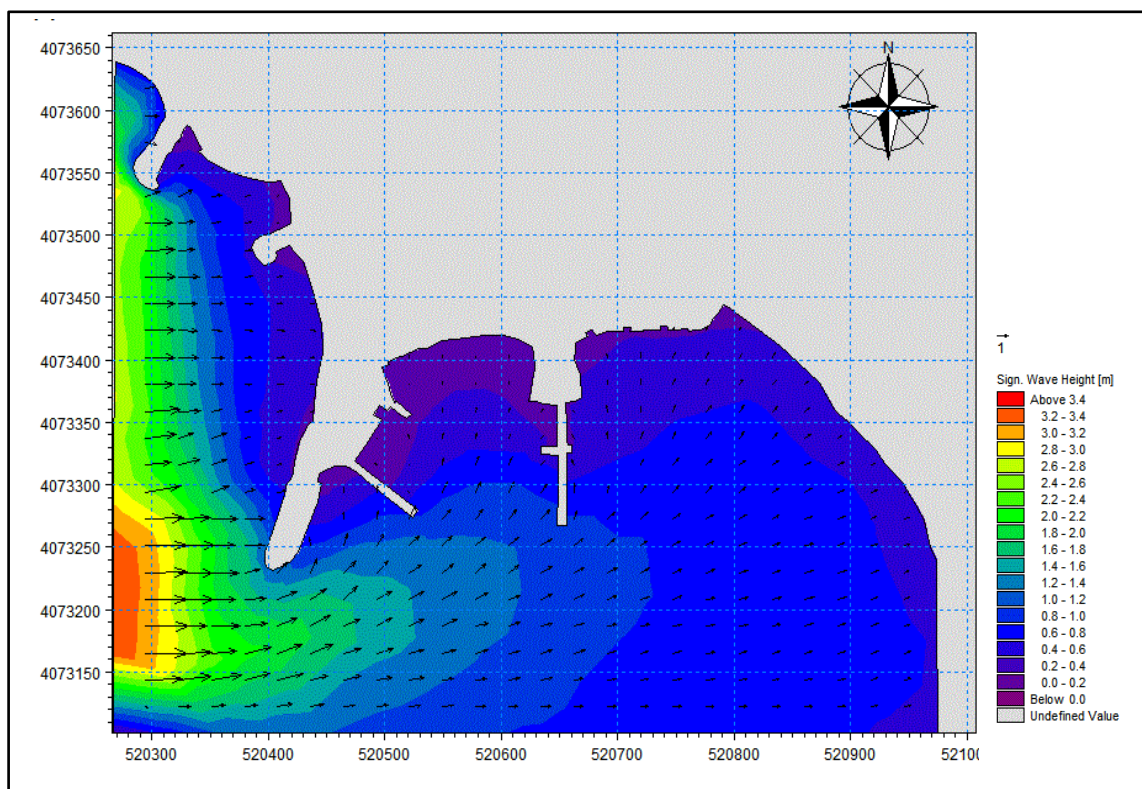 4073650
N
4073600
4073550
4073500
4073450
4073400
4073350
4073300
4073250
4073200
4073150
520300 520400 520500 520600 520700 520800 520900 52100
1
Sign. Wave Height [m]
Above 3.4
3.2 - 3.4
3.0 - 3.2
2.8 - 3.0
2.6 - 2.8
2.4 - 2.6
2.2 - 2.4
2.0 - 2.2
1.8 - 2.0
1.6 - 1.8
1.4 - 1.6
1.2 - 1.4
1.0 - 1.2
0.8 - 1.0
0.6 - 0.8
0.4 - 0.6
0.2 - 0.4
0.0 - 0.2
Below 0.0
Undefined Value